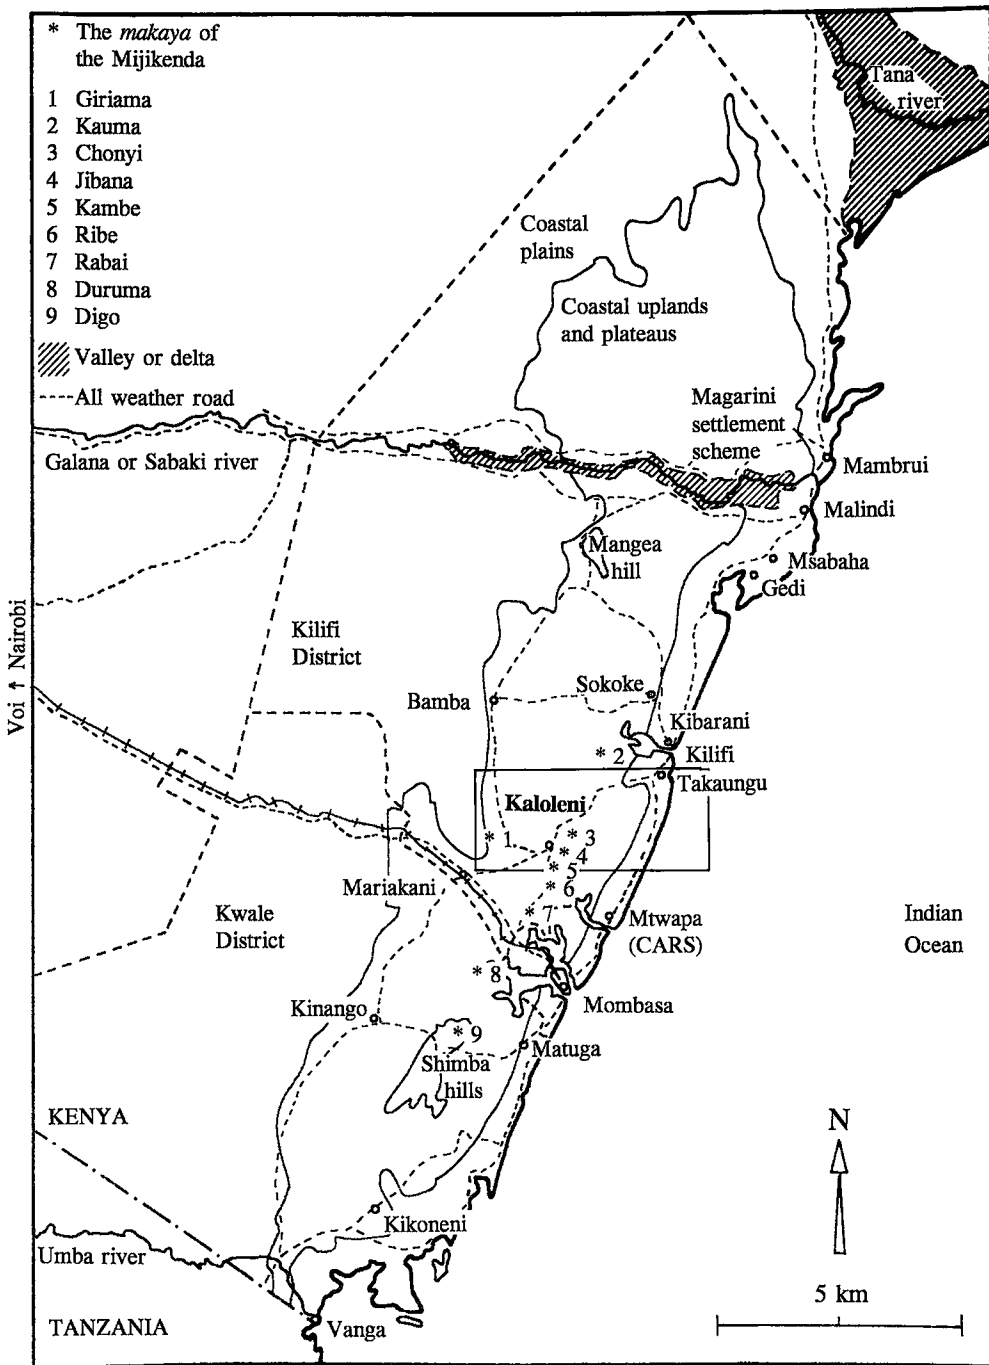 * The makaya of
the Mijikenda
1 Giriama
2 Kauma
3 Chonyi
4 Jibana
5 Kambe
6 Ribe
7 Rabai
8 Duruma
9 Digo
Valley or delta
All weather road
Tana
river
Coastal
plains
Coastal uplands
and plateaus
Magarini
settlement
scheme
Galana or Sabaki river
Mambrui
Malindi
Mangea
hill
Msabaha
Gedi
Voi ↑ Nairobi
Kilifi
District
Bamba
Sokoke
Kibarani
* 2
Kilifi
Takaungu
Kaloleni
* 1
* 3
* 4
* 5
* 6
* 7
Mariakani
Kwale
District
Mtwapa
(CARS)
Indian
Ocean
* 8
Mombasa
Kinango
* 9
Matuga
Shimba
hills
KENYA
N
Kikoneni
Umba river
5 km
TANZANIA
Vanga